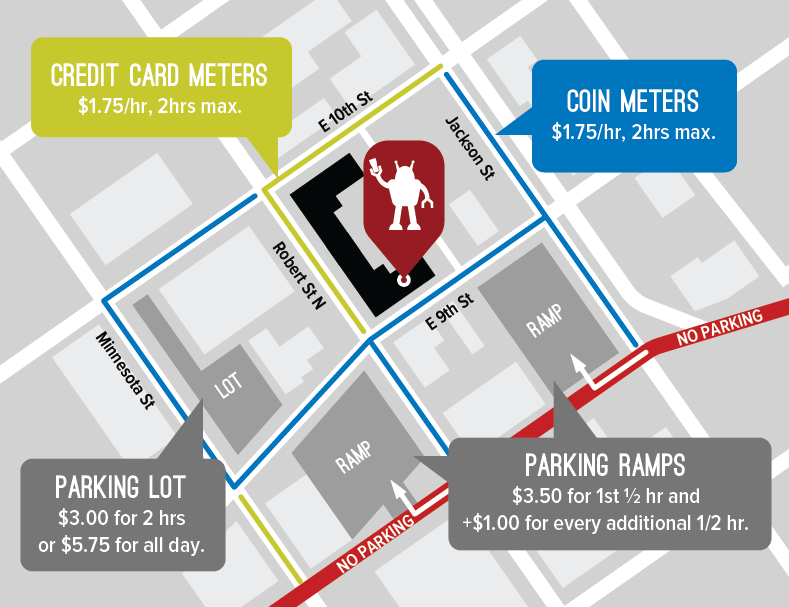 CREDIT CARD METERS
$1.75/hr, 2hrs max.
E 10th St
COIN METERS
$1.75/hr, 2hrs max.
Jackson St
Robert St N
E 9th St
RAMP
NO PARKING
Minnesota St
LOT
RAMP
PARKING LOT
$3.00 for 2 hrs
or $5.75 for all day.
PARKING RAMPS
$3.50 for 1st ½ hr and
+$1.00 for every additional 1/2 hr.
NO PARKING